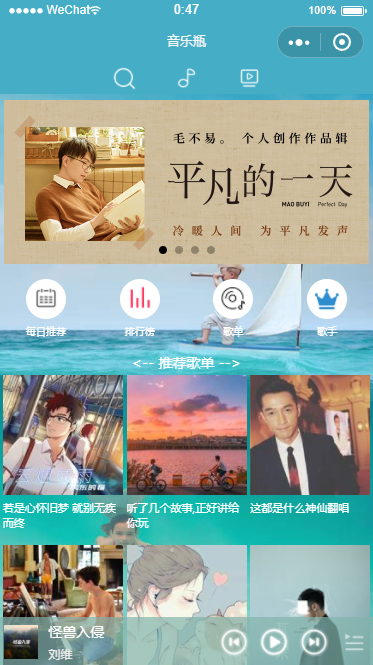 WeChat
0:47
100%
音乐瓶
毛不易。 个人创作作品辑
平凡的一天
MAO BUYI Perfect Day
冷暖人间 为平凡发声
每日推荐
排行榜
歌单
歌手
<-- 推荐歌单 -->
若是心怀旧梦 就别无疾
而终
听了几个故事,正好讲给
你玩
这都是什么神仙翻唱
怪兽入侵
刘维